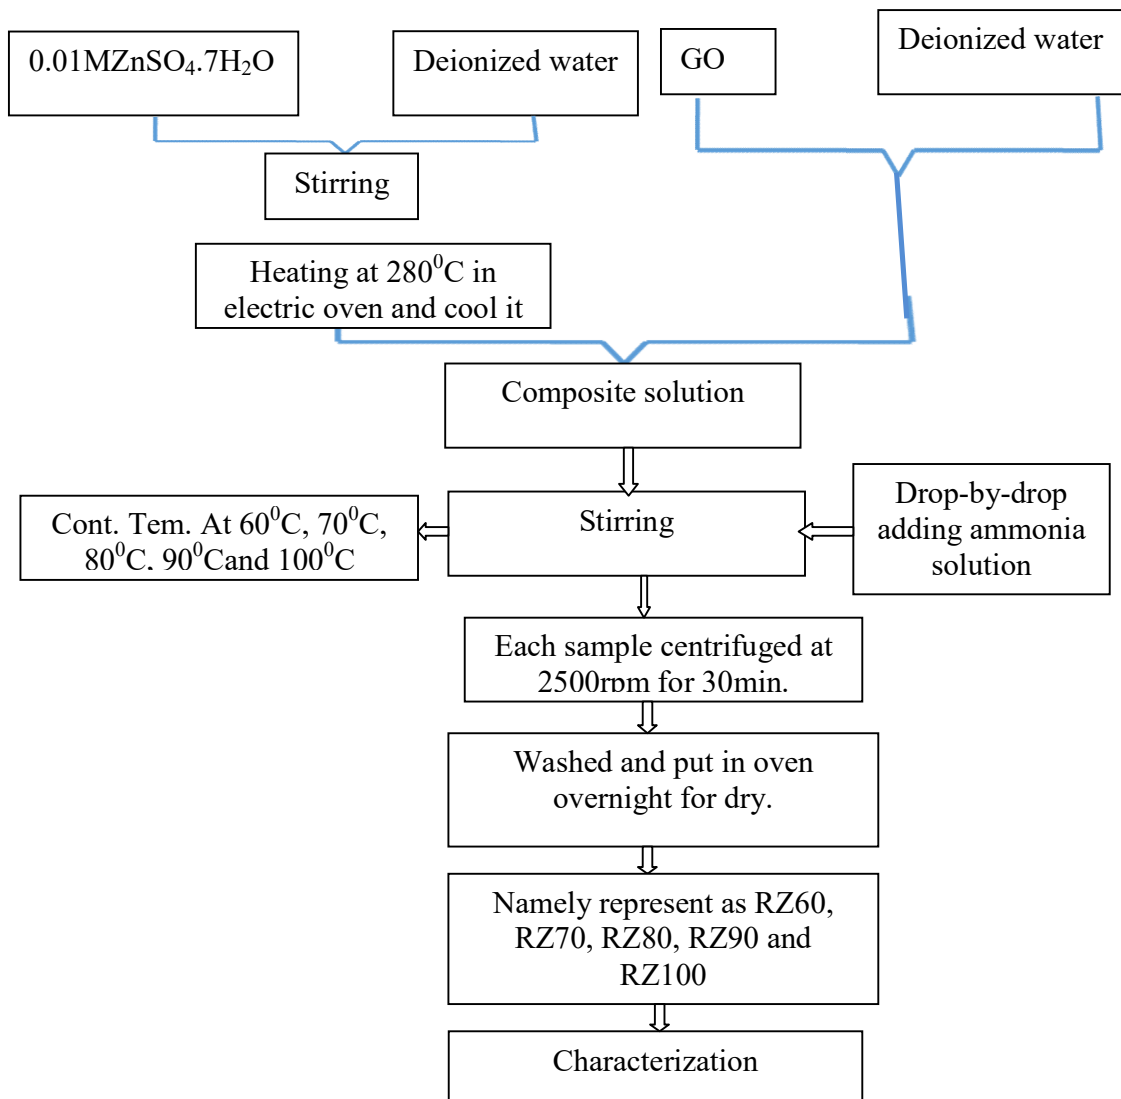 0.01MZnSO₄.7H₂O
Deionized water
GO
Deionized water
Stirring
Heating at 280⁰C in
electric oven and cool it
Composite solution
Cont. Tem. At 60⁰C, 70⁰C,
80⁰C, 90⁰Cand 100⁰C
Stirring
Drop-by-drop
adding ammonia
solution
Each sample centrifuged at
2500rpm for 30min.
Washed and put in oven
overnight for dry.
Namely represent as RZ60,
RZ70, RZ80, RZ90 and
RZ100
Characterization